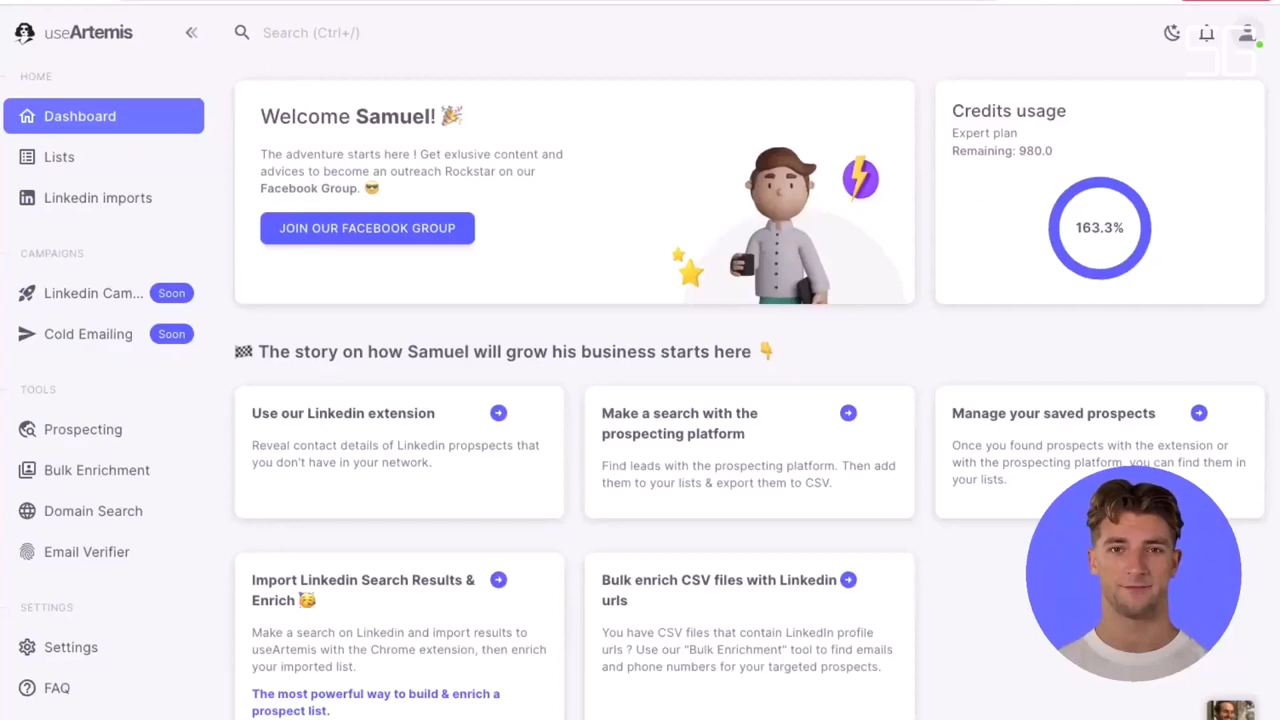 useArtemis
Search (Ctrl+/)
SG
HOME
Dashboard
Lists
Linkedin imports
CAMPAIGNS
Linkedin Cam... Soon
Cold Emailing Soon
TOOLS
Prospecting
Bulk Enrichment
Domain Search
Email Verifier
SETTINGS
Settings
FAQ
Welcome Samuel!
The adventure starts here ! Get exlusive content and
advices to become an outreach Rockstar on our
Facebook Group.
JOIN OUR FACEBOOK GROUP
Credits usage
Expert plan
Remaining: 980.0
163.3%
The story on how Samuel will grow his business starts here
Use our Linkedin extension
Reveal contact details of Linkedin propspects that
you don't have in your network.
Make a search with the
prospecting platform
Find leads with the prospecting platform. Then add
them to your lists & export them to CSV.
Manage your saved prospects
Once you found prospects with the extension or
with the prospecting platform, you can find them in
your lists.
Import Linkedin Search Results &
Enrich
Make a search on Linkedin and import results to
useArtemis with the Chrome extension, then enrich
your imported list.
The most powerful way to build & enrich a
prospect list.
Bulk enrich CSV files with Linkedin
urls
You have CSV files that contain LinkedIn profile
urls ? Use our "Bulk Enrichment" tool to find emails
and phone numbers for your targeted prospects.